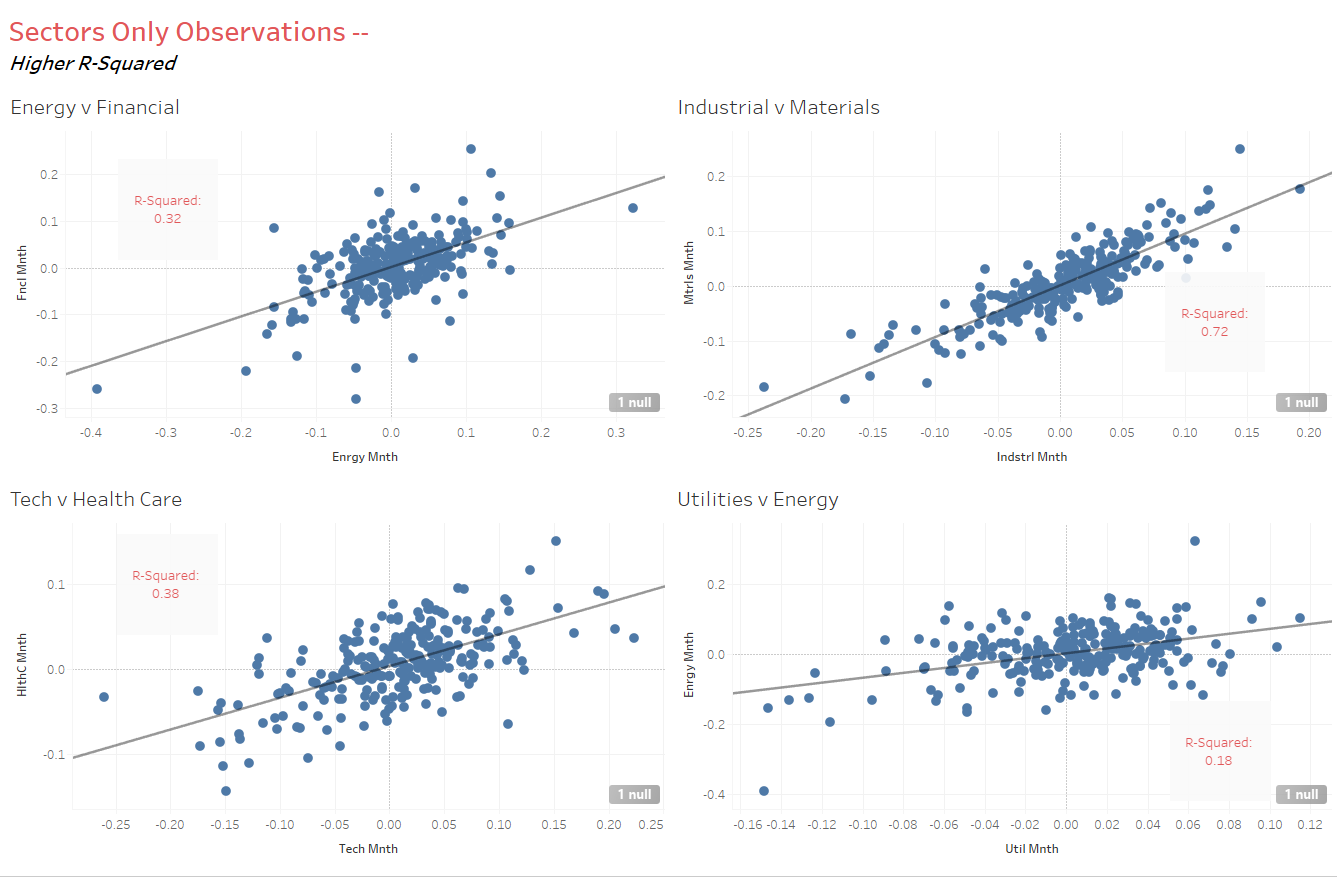 Sectors Only Observations --
Higher R-Squared
Energy v Financial
Fncl Mnth
0.2
0.1
0.0
-0.1
-0.2
-0.3
R-Squared:
0.32
1 null
-0.4 -0.3 -0.2 -0.1 0.0 0.1 0.2 0.3
Enrgy Mnth
Industrial v Materials
Mtrls Mnth
0.2
0.1
0.0
-0.1
-0.2
R-Squared:
0.72
1 null
-0.25 -0.20 -0.15 -0.10 -0.05 0.00 0.05 0.10 0.15 0.20
Indstrl Mnth
Tech v Health Care
HlthC Mnth
0.1
0.0
-0.1
R-Squared:
0.38
1 null
-0.25 -0.20 -0.15 -0.10 -0.05 0.00 0.05 0.10 0.15 0.20 0.25
Tech Mnth
Utilities v Energy
Enrgy Mnth
0.2
0.0
-0.2
-0.4
R-Squared:
0.18
1 null
-0.16 -0.14 -0.12 -0.10 -0.08 -0.06 -0.04 -0.02 0.00 0.02 0.04 0.06 0.08 0.10 0.12
Util Mnth